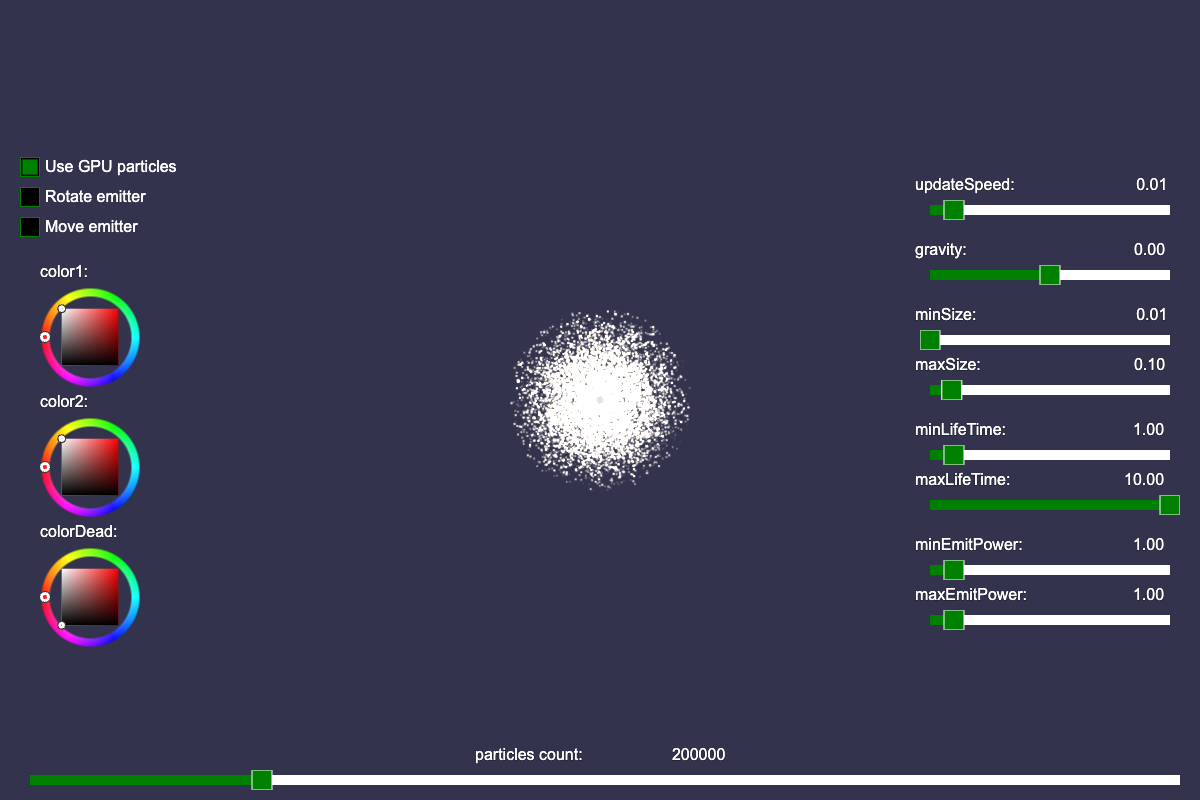 Use GPU particles
Rotate emitter
Move emitter
color1:
color2:
colorDead:
updateSpeed: 0.01
gravity: 0.00
minSize: 0.01
maxSize: 0.10
minLifeTime: 1.00
maxLifeTime: 10.00
minEmitPower: 1.00
maxEmitPower: 1.00
particles count: 200000